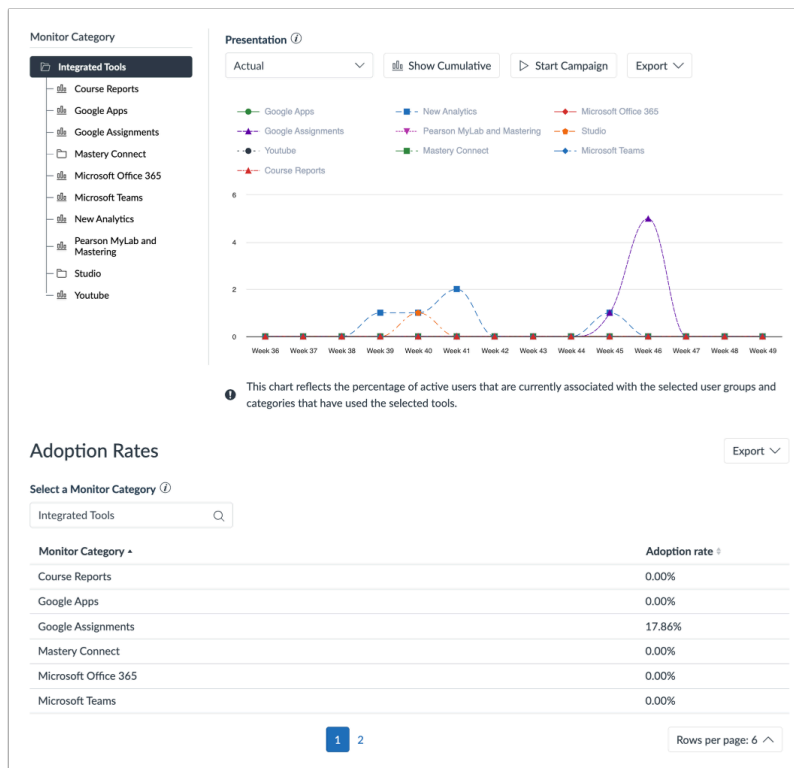 Monitor Category
Integrated Tools
Course Reports
Google Apps
Google Assignments
Mastery Connect
Microsoft Office 365
Microsoft Teams
New Analytics
Pearson MyLab and
Mastering
Studio
Youtube
Presentation
Actual
Show Cumulative
Start Campaign
Export
Google Apps
New Analytics
Microsoft Office 365
Google Assignments
Pearson MyLab and Mastering
Studio
Youtube
Mastery Connect
Microsoft Teams
Course Reports
6
4
2
0
Week 36 Week 37 Week 38 Week 39 Week 40 Week 41 Week 42 Week 43 Week 44 Week 45 Week 46 Week 47 Week 48 Week 49
This chart reflects the percentage of active users that are currently associated with the selected user groups and
categories that have used the selected tools.
Adoption Rates
Export
Select a Monitor Category
Integrated Tools
Monitor Category Adoption rate
Course Reports 0.00%
Google Apps 0.00%
Google Assignments 17.86%
Mastery Connect 0.00%
Microsoft Office 365 0.00%
Microsoft Teams 0.00%
1 2
Rows per page: 6